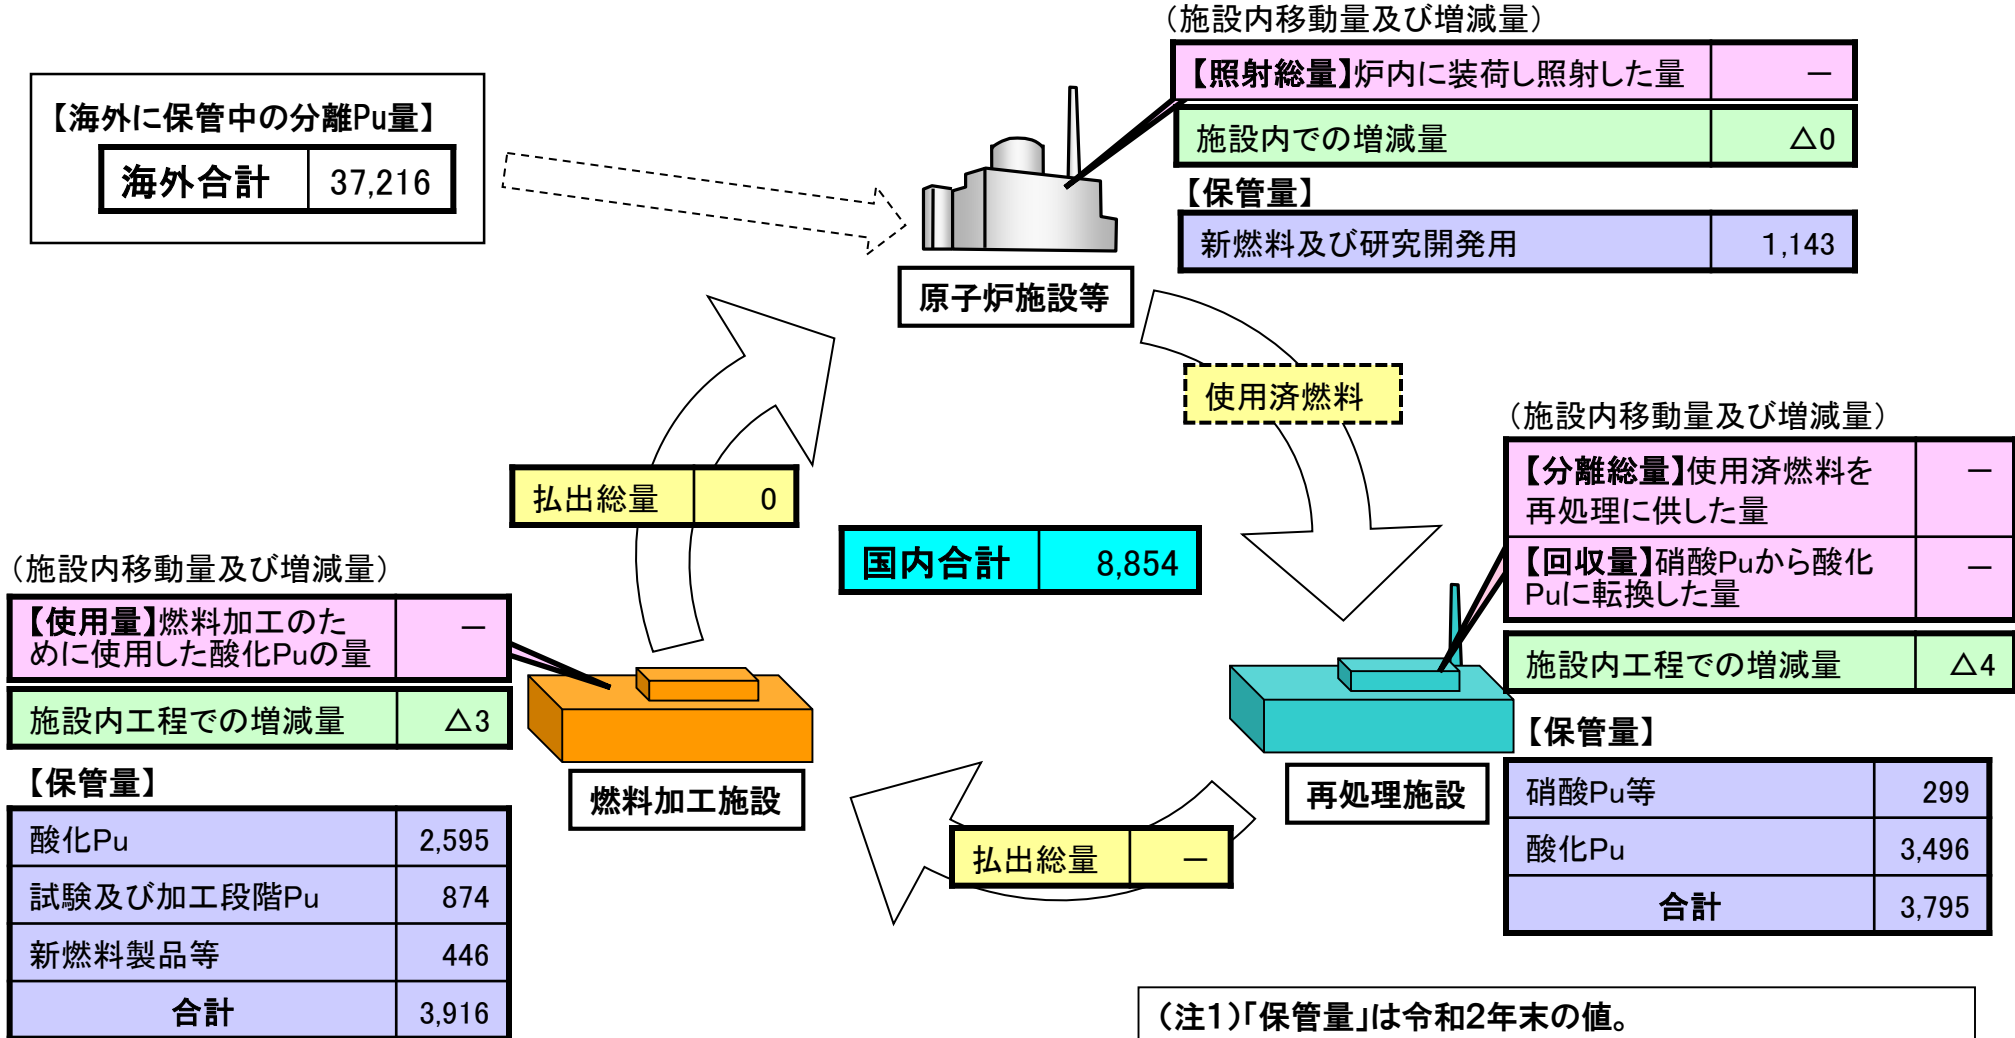 （施設内移動量及び増減量）
【照射総量】炉内に装荷し照射した量 －
施設内での増減量 △0
【保管量】
新燃料及び研究開発用 1,143
【海外に保管中の分離Pu量】
海外合計 37,216
原子炉施設等
使用済燃料
（施設内移動量及び増減量）
【分離総量】使用済燃料を －
再処理に供した量
【回収量】硝酸Puから酸化 －
Puに転換した量
施設内工程での増減量 △4
【保管量】
硝酸Pu等 299
酸化Pu 3,496
合計 3,795
再処理施設
払出総量 0
国内合計 8,854
（施設内移動量及び増減量）
【使用量】燃料加工のた －
めに使用した酸化Puの量
施設内工程での増減量 △3
【保管量】
酸化Pu 2,595
試験及び加工段階Pu 874
新燃料製品等 446
合計 3,916
燃料加工施設
払出総量 －
（注1）「保管量」は令和2年末の値。